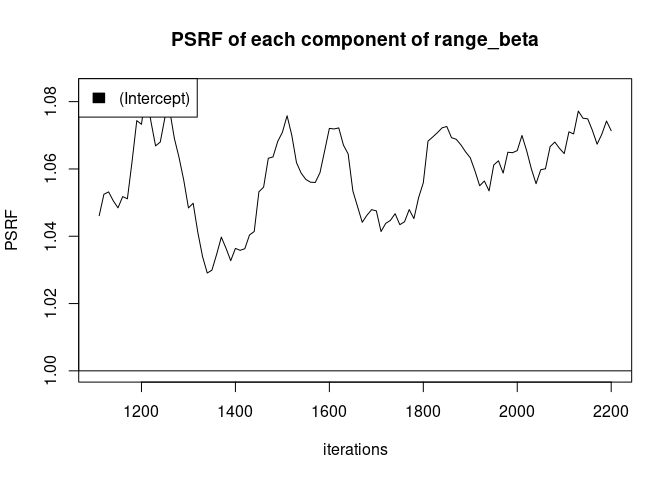 PSRF of each component of range_beta
(Intercept)
PSRF
1.08
1.06
1.04
1.02
1.00
1200 1400 1600 1800 2000 2200
iterations